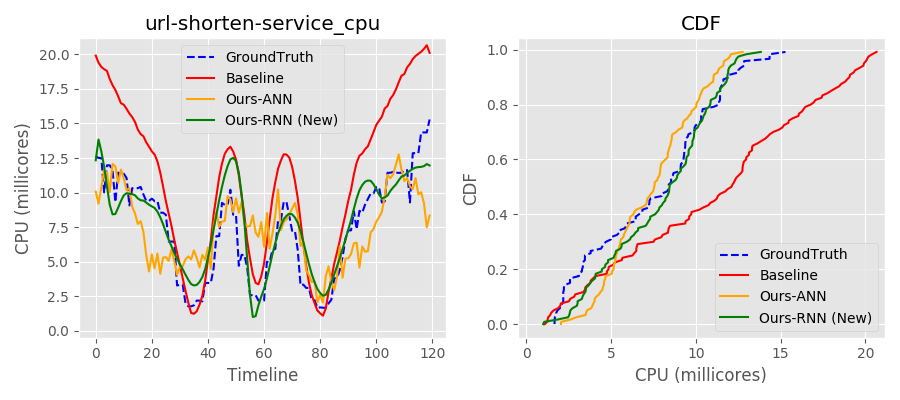 url-shorten-service_cpu
CPU (millicores)
20.0
17.5
15.0
12.5
10.0
7.5
5.0
2.5
0.0
GroundTruth
Baseline
Ours-ANN
Ours-RNN (New)
0 20 40 60 80 100 120
Timeline
CDF
CDF
1.0
0.8
0.6
0.4
0.2
0.0
GroundTruth
Baseline
Ours-ANN
Ours-RNN (New)
0 5 10 15 20
CPU (millicores)